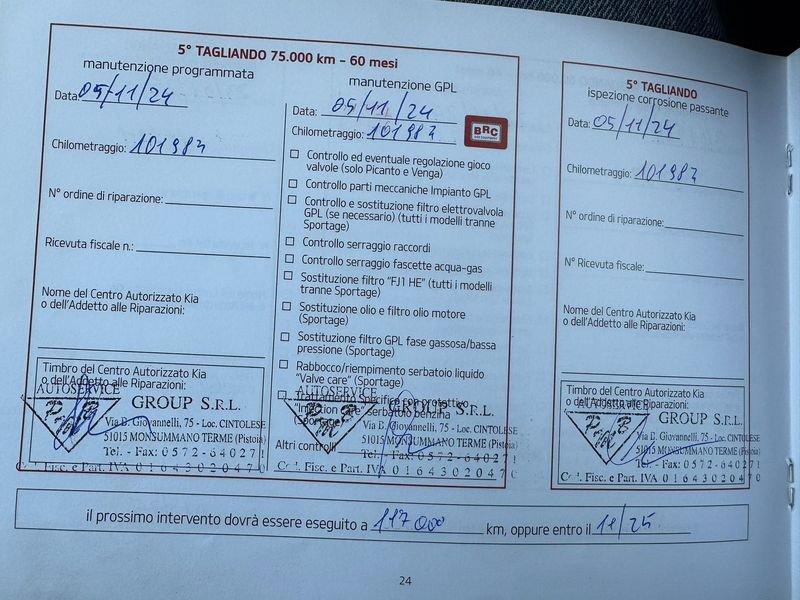 5° TAGLIANDO 75.000 km – 60 mesi
manutenzione programmata
Data: 05/11/24
Chilometraggio: 101983
N° ordine di riparazione:
Ricevuta fiscale n.:
Nome del Centro Autorizzato Kia
o dell'Addetto alle Riparazioni:
Timbro del Centro Autorizzato Kia
o dell'Addetto alle Riparazioni:
AUTOSERVICE
GROUP S.R.L.
Via B. Giovannelli, 75 - Loc. CINTOLESE
51015 MONSUMMANO TERME (Pistoia)
Tel. - Fax: 0572-640271
Cod. Fisc. e Part. IVA 01643020470
manutenzione GPL
Data: 05/11/24
Chilometraggio: 101983
BRC
Controllo ed eventuale regolazione gioco
valvole (solo Picanto e Venga)
Controllo parti meccaniche Impianto GPL
Controllo e sostituzione filtro elettrovalvola
GPL (se necessario) (tutti i modelli tranne
Sportage)
Controllo serraggio raccordi
Controllo serraggio fascette acqua-gas
Sostituzione filtro "FJ1 HE" (tutti i modelli
tranne Sportage)
Sostituzione olio e filtro olio motore
(Sportage)
Sostituzione filtro GPL fase gassosa/bassa
pressione (Sportage)
Rabbocco/riempimento serbatoio liquido
"Valve care" (Sportage)
Trattamento Specifico con protettivo
serbatoio benzina
(Sportage)
Altri controlli
AUTOSERVICE
GROUP S.R.L.
Via B. Giovannelli, 75 - Loc. CINTOLESE
51015 MONSUMMANO TERME (Pistoia)
Tel. - Fax: 0572-640271
Cod. Fisc. e Part. IVA 01643020470
5° TAGLIANDO
ispezione corrosione passante
Data: 05/11/24
Chilometraggio: 101983
N° ordine di riparazione:
N° Ricevuta fiscale:
Nome del Centro Autorizzato Kia
o dell'Addetto alle Riparazioni:
Timbro del Centro Autorizzato Kia
o dell'Addetto alle Riparazioni:
AUTOSERVICE
GROUP S.R.L.
Via B. Giovannelli, 75 - Loc. CINTOLESE
51015 MONSUMMANO TERME (Pistoia)
Tel. - Fax: 0572-640271
Cod. Fisc. e Part. IVA 01643020470
il prossimo intervento dovrà essere eseguito a 117000 km, oppure entro il 11/25
24